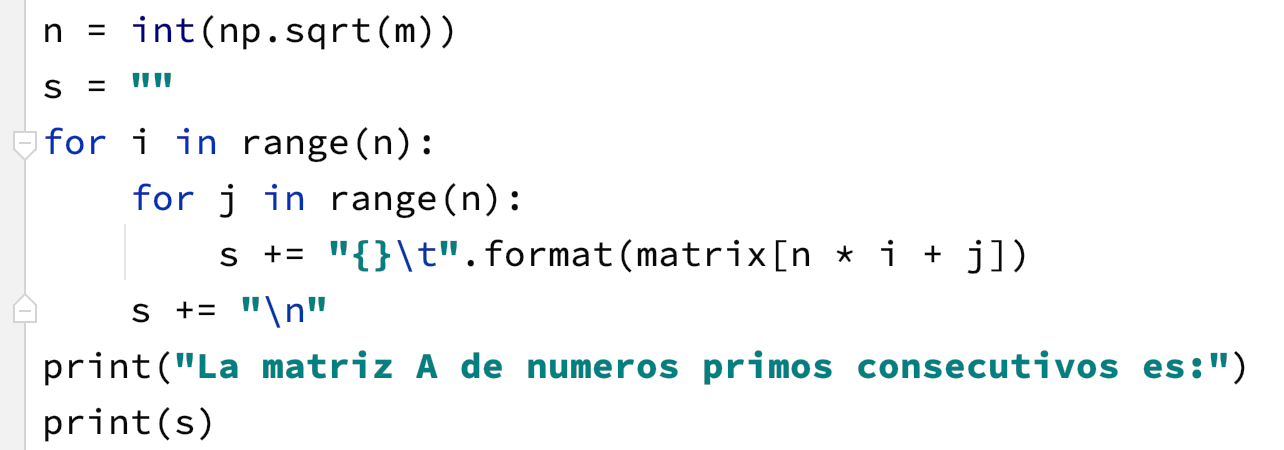 n = int(np.sqrt(m))
s = ""
for i in range(n):
    for j in range(n):
        s += "{}\t".format(matrix[n * i + j])
    s += "\n"
print("La matriz A de numeros primos consecutivos es:")
print(s)